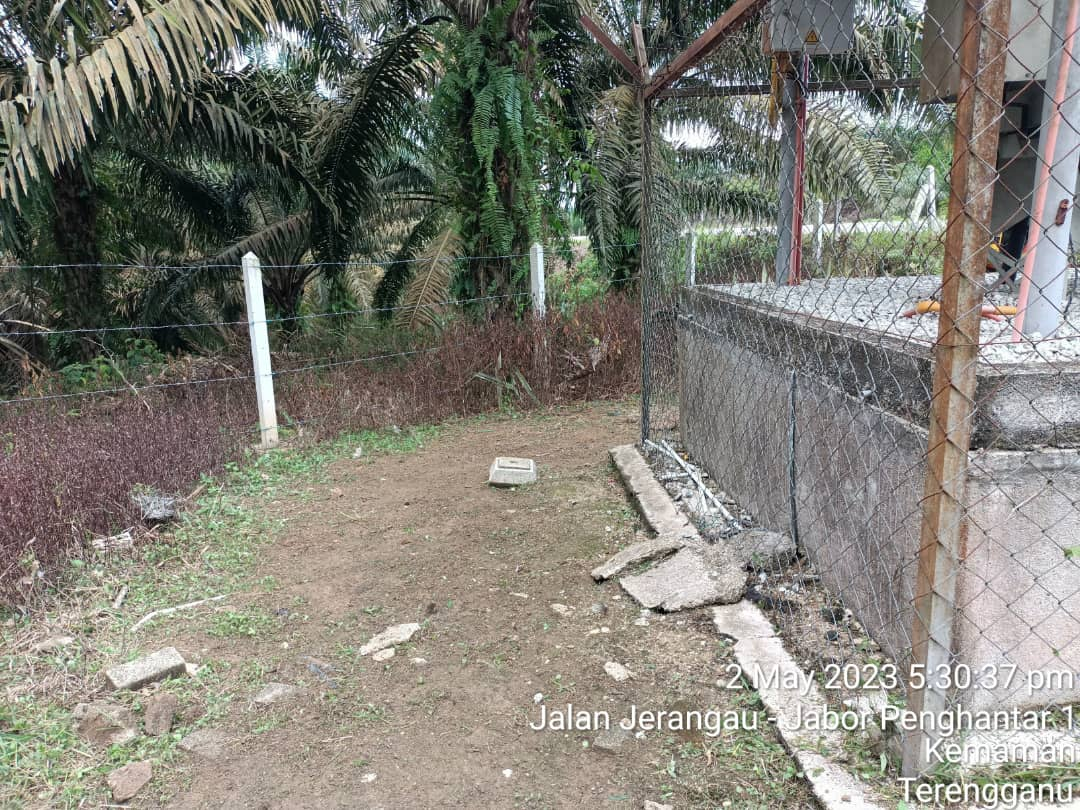 2 May 2023 5:30:37 pm
Jalan Jerangau - Jabor Penghantar 1
Kemaman
Terengganu